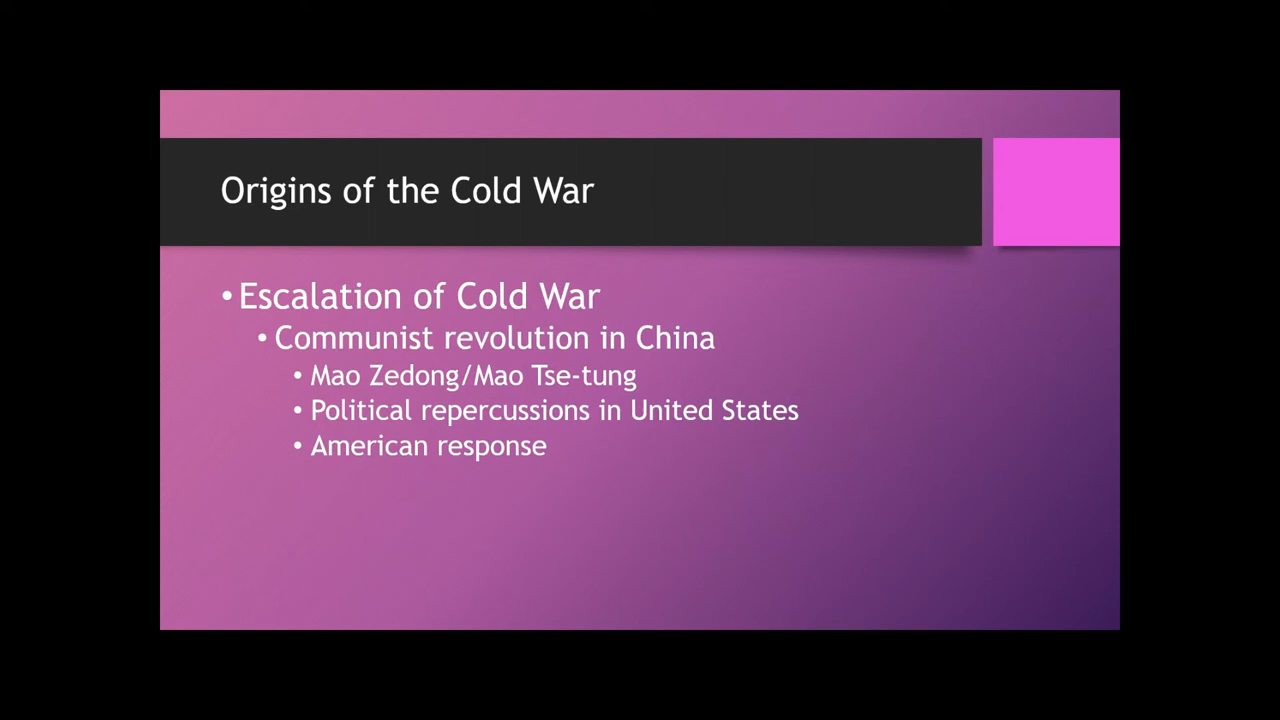 Origins of the Cold War
• Escalation of Cold War
• Communist revolution in China
• Mao Zedong/Mao Tse-tung
• Political repercussions in United States
• American response